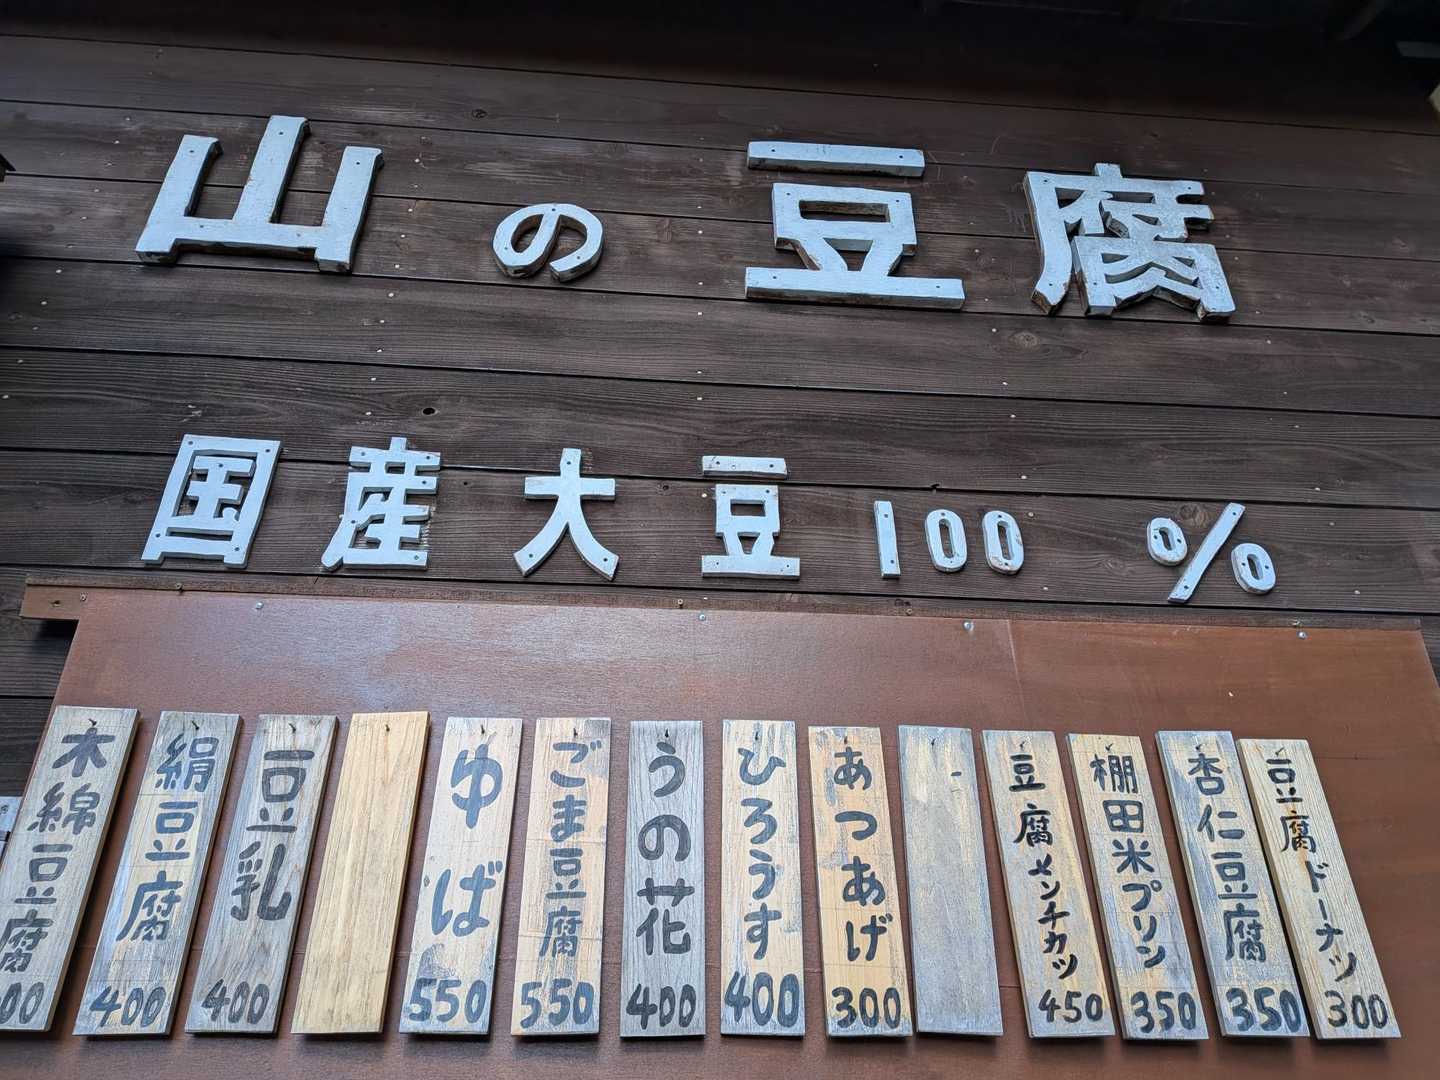 山の豆腐
国産大豆100%
木綿豆腐
絹豆腐 400
豆乳 400
ゆば 550
ごま豆腐 550
うの花 400
ひろうす 400
あつあげ 300
豆腐メンチカツ 450
棚田米プリン 350
杏仁豆腐 350
豆腐ドーナツ 300